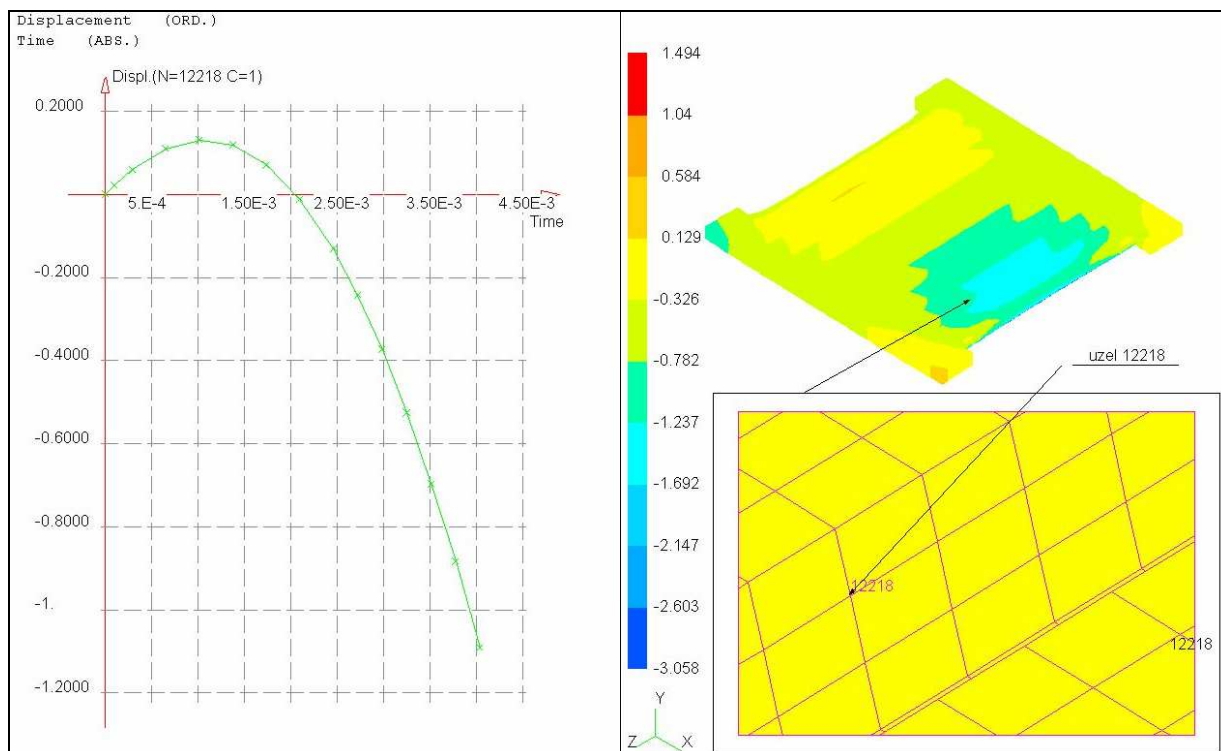 Displacement (ORD.)
Time (ABS.)
Displ.(N=12218 C=1)
0.2000
5.E-4 1.50E-3 2.50E-3 3.50E-3 4.50E-3
Time
-0.2000
-0.4000
-0.6000
-0.8000
-1.
-1.2000
1.494
1.04
0.584
0.129
-0.326
-0.782
-1.237
-1.692
-2.147
-2.603
-3.058
Y
Z X
uzel 12218
12218
12218